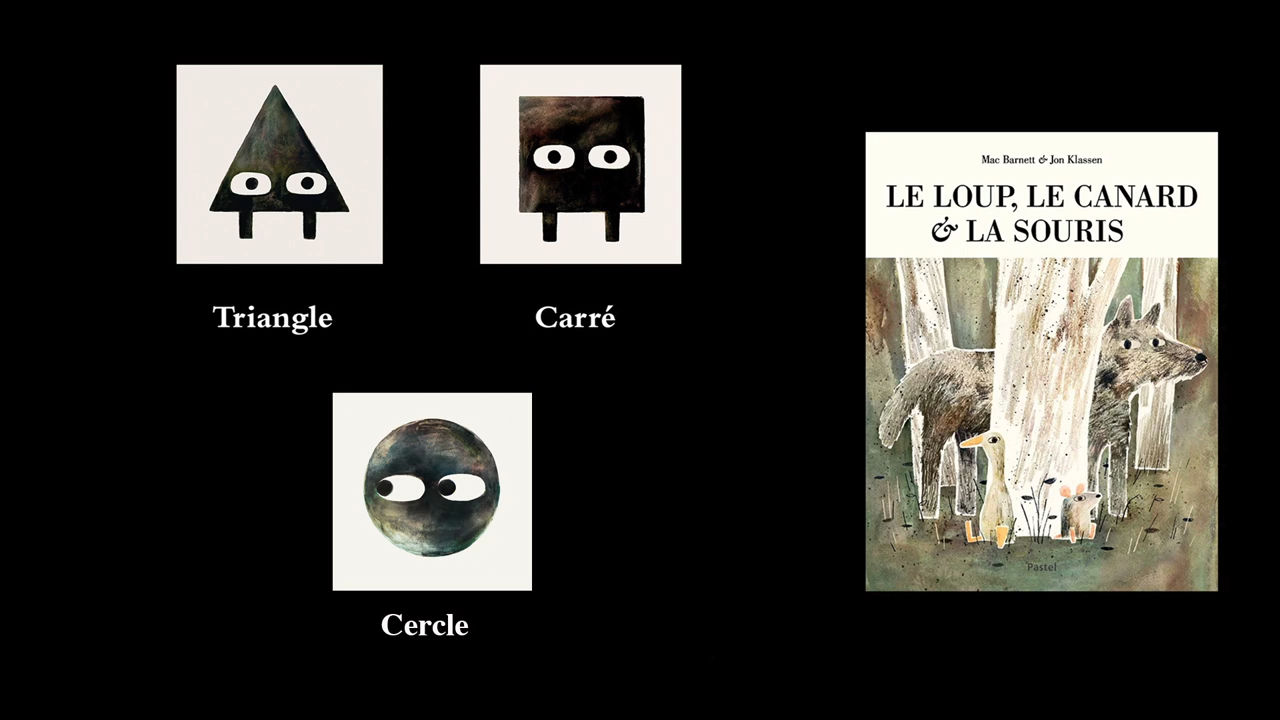 Triangle
Carré
Cercle
Mac Barnett & Jon Klassen
LE LOUP, LE CANARD
& LA SOURIS
Pastel